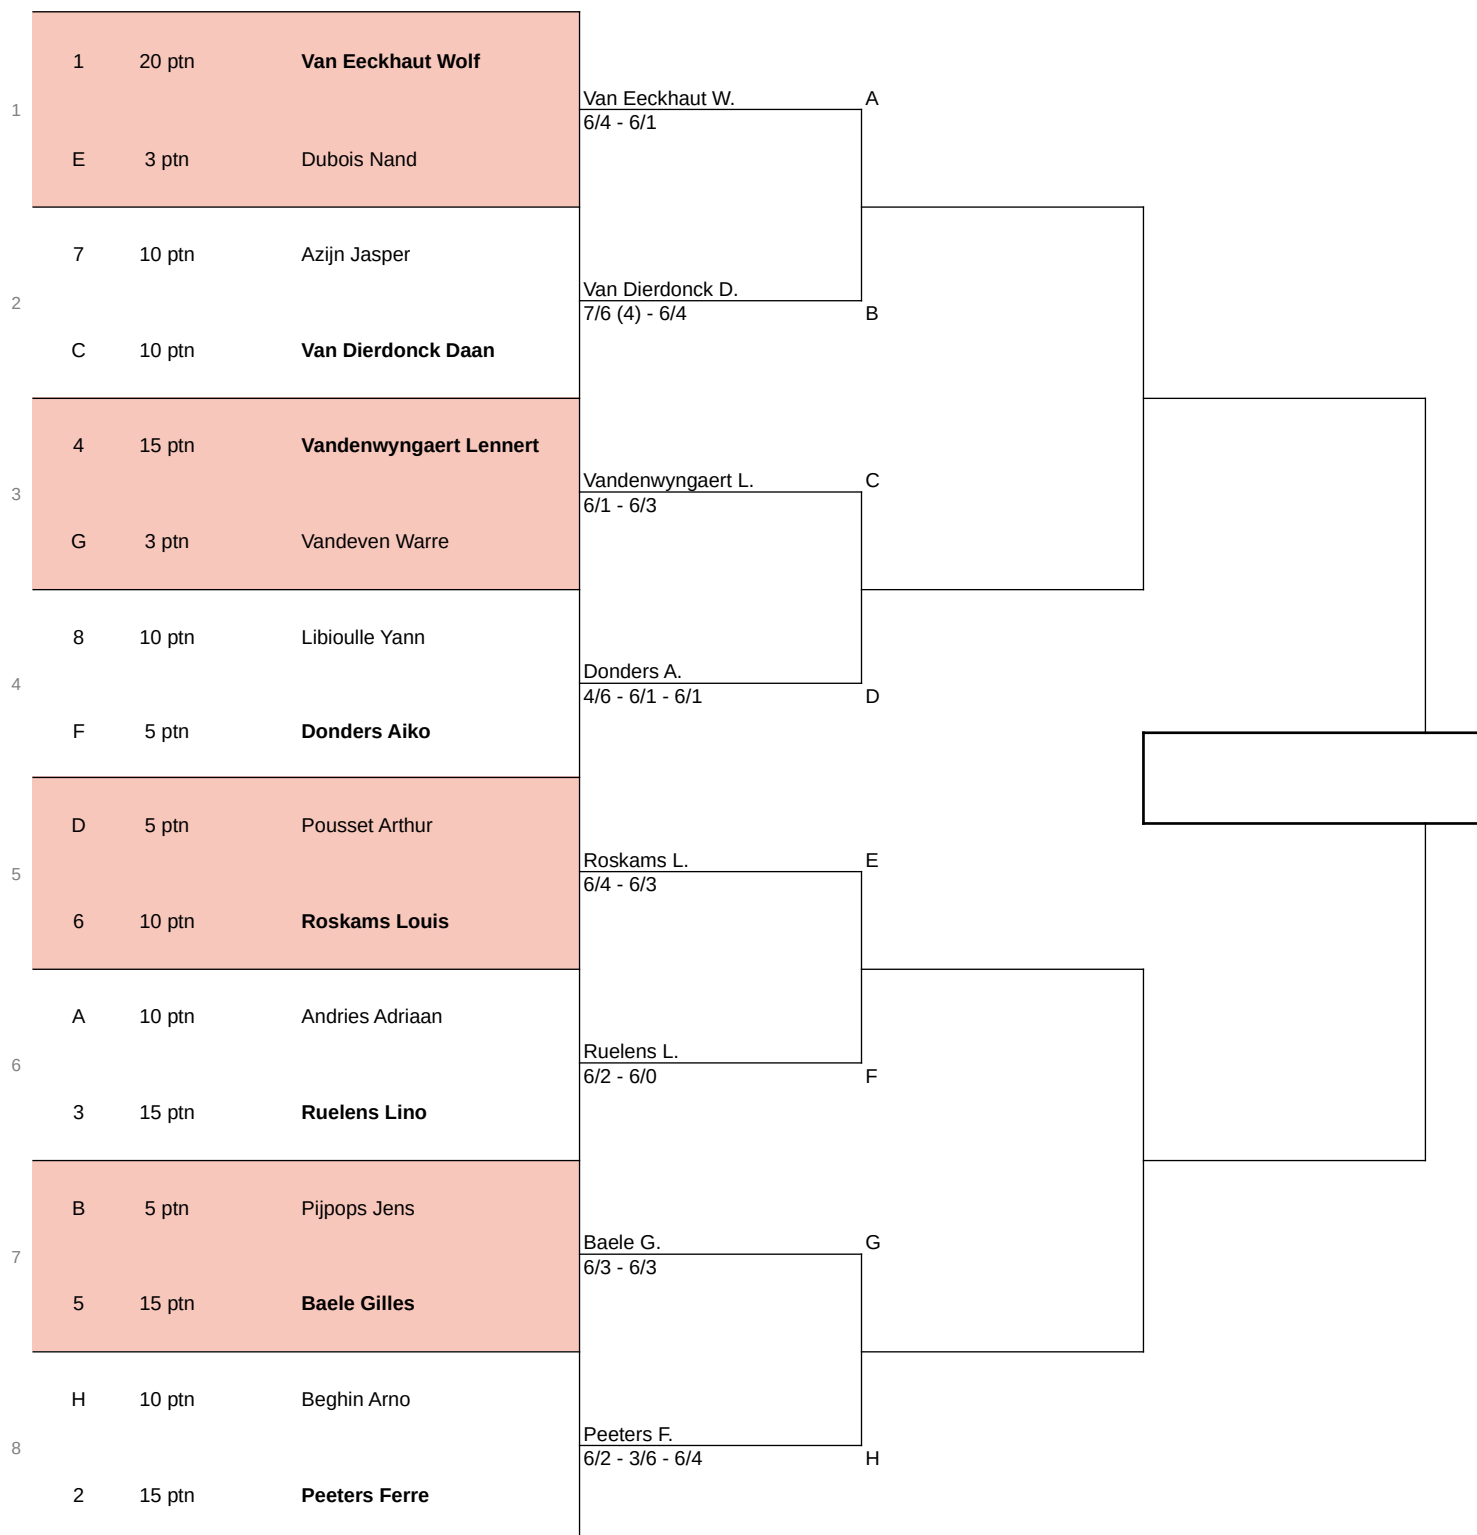 1 20 ptn Van Eeckhaut Wolf
Van Eeckhaut W. A
1
6/4 - 6/1
E 3 ptn Dubois Nand
7 10 ptn Azijn Jasper
Van Dierdonck D.
2
7/6 (4) - 6/4 B
C 10 ptn Van Dierdonck Daan
4 15 ptn Vandenwyngaert Lennert
Vandenwyngaert L. C
3
6/1 - 6/3
G 3 ptn Vandeven Warre
8 10 ptn Libioulle Yann
Donders A.
4
4/6 - 6/1 - 6/1 D
F 5 ptn Donders Aiko
D 5 ptn Pousset Arthur
Roskams L. E
5
6/4 - 6/3
6 10 ptn Roskams Louis
A 10 ptn Andries Adriaan
Ruelens L.
6
6/2 - 6/0 F
3 15 ptn Ruelens Lino
B 5 ptn Pijpops Jens
Baele G. G
7
6/3 - 6/3
5 15 ptn Baele Gilles
H 10 ptn Beghin Arno
Peeters F.
8
6/2 - 3/6 - 6/4 H
2 15 ptn Peeters Ferre